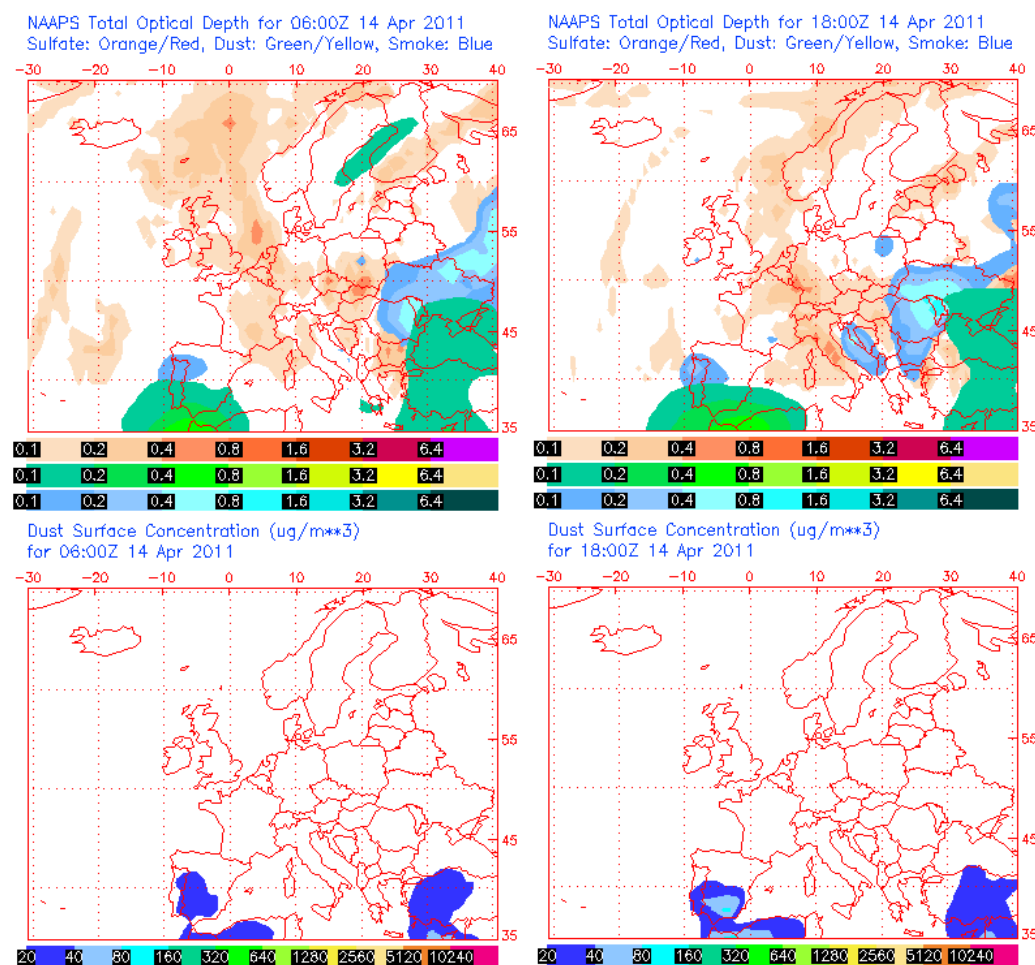 NAAPS Total Optical Depth for 06:00Z 14 Apr 2011
Sulfate: Orange/Red, Dust: Green/Yellow, Smoke: Blue
-30 -20 -10 0 10 20 30 40
65
55
45
35
0.1 0.2 0.4 0.8 1.6 3.2 6.4
0.1 0.2 0.4 0.8 1.6 3.2 6.4
0.1 0.2 0.4 0.8 1.6 3.2 6.4
NAAPS Total Optical Depth for 18:00Z 14 Apr 2011
Sulfate: Orange/Red, Dust: Green/Yellow, Smoke: Blue
-30 -20 -10 0 10 20 30 40
65
55
45
35
0.1 0.2 0.4 0.8 1.6 3.2 6.4
0.1 0.2 0.4 0.8 1.6 3.2 6.4
0.1 0.2 0.4 0.8 1.6 3.2 6.4
Dust Surface Concentration (ug/m**3)
for 06:00Z 14 Apr 2011
-30 -20 -10 0 10 20 30 40
65
55
45
35
20 40 80 160 320 640 1280 2560 5120 10240
Dust Surface Concentration (ug/m**3)
for 18:00Z 14 Apr 2011
-30 -20 -10 0 10 20 30 40
65
55
45
35
20 40 80 160 320 640 1280 2560 5120 10240